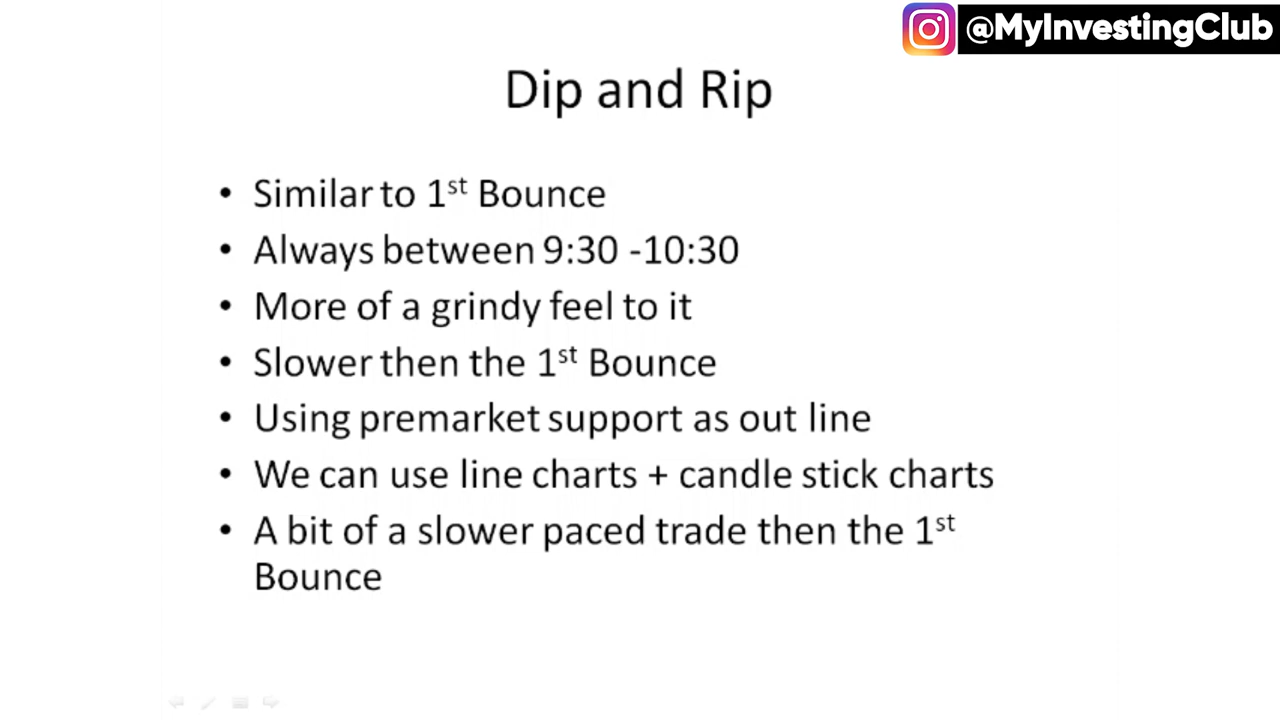 @MyInvestingClub
Dip and Rip
• Similar to 1st Bounce
• Always between 9:30 -10:30
• More of a grindy feel to it
• Slower then the 1st Bounce
• Using premarket support as out line
• We can use line charts + candle stick charts
• A bit of a slower paced trade then the 1st
Bounce